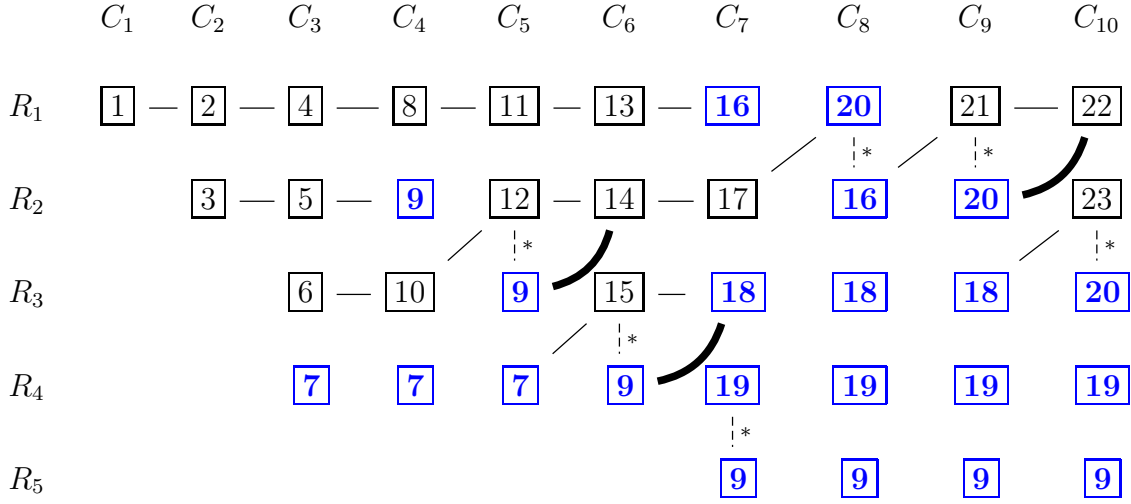 C₁ C₂ C₃ C₄ C₅ C₆ C₇ C₈ C₉ C₁₀
R₁ 1 2 4 8 11 13 16 20 21 22
* *
R₂ 3 5 9 12 14 17 16 20 23
* *
R₃ 6 10 9 15 18 18 18 20
*
R₄ 7 7 7 9 19 19 19 19
*
R₅ 9 9 9 9